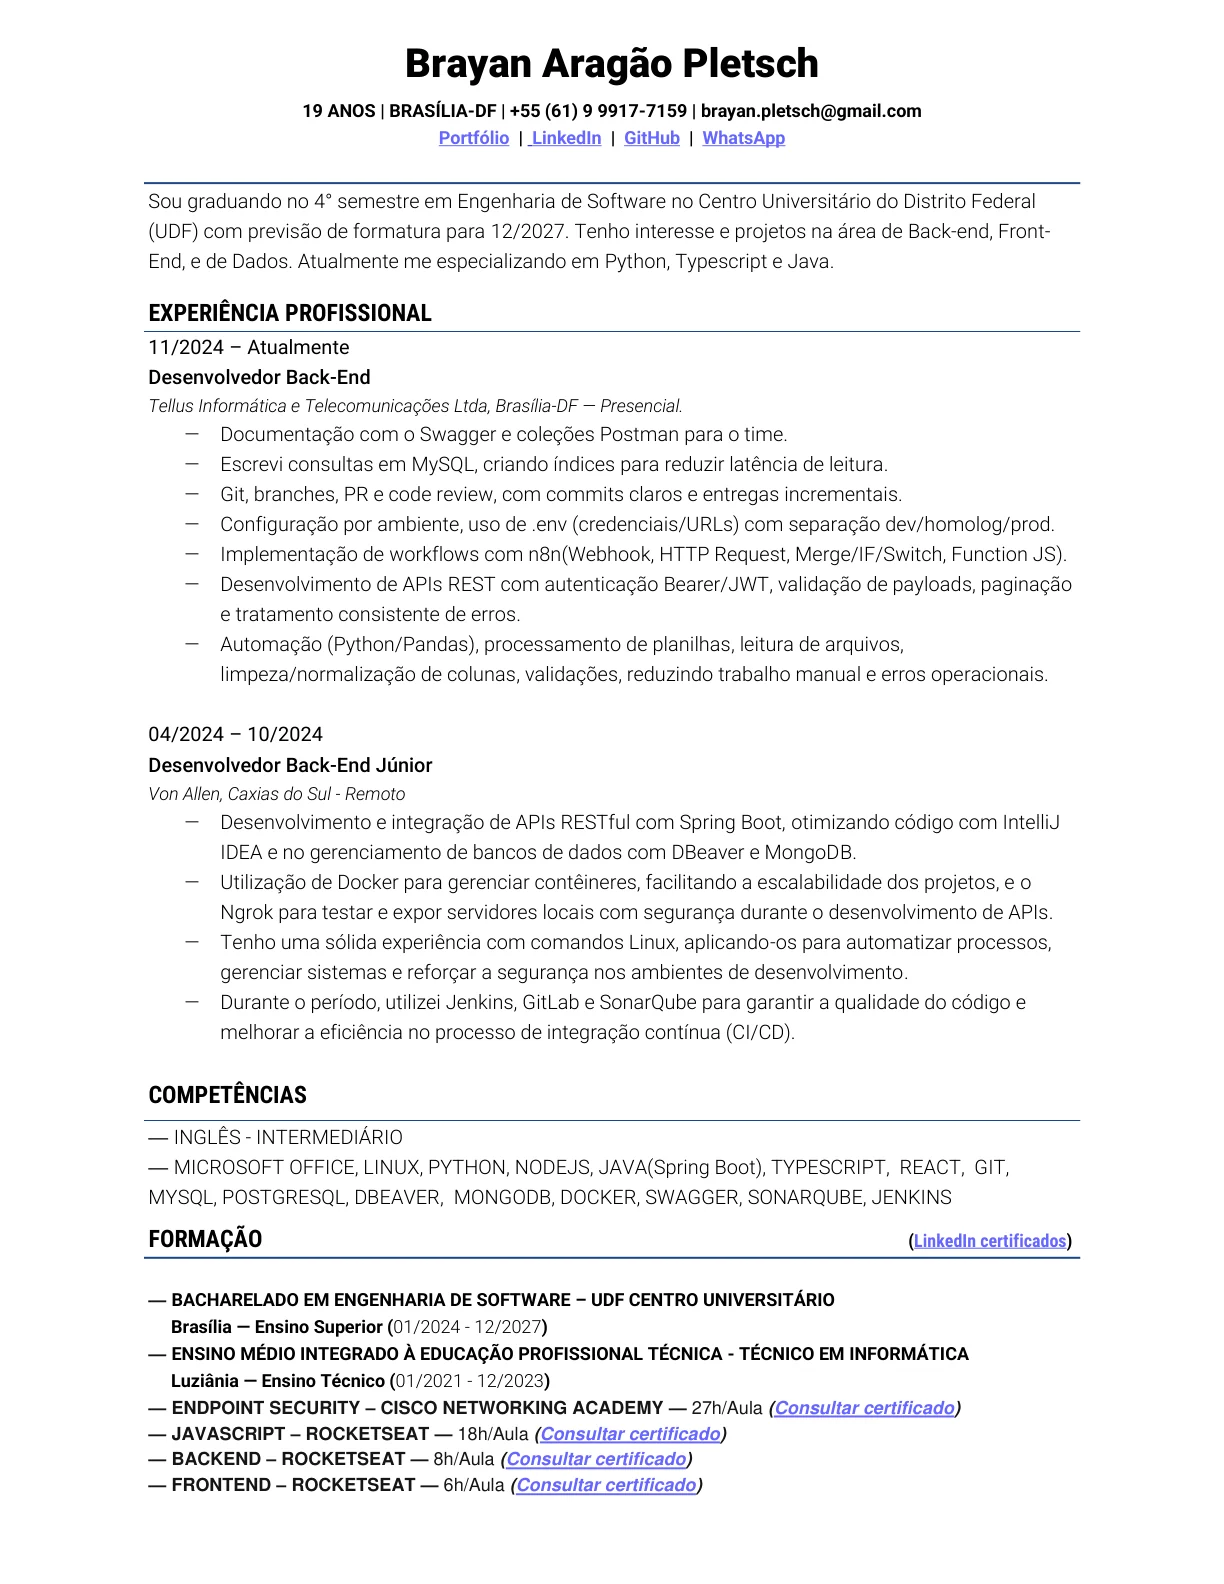 Brayan Aragão Pletsch
19 ANOS | BRASÍLIA-DF | +55 (61) 9 9917-7159 | brayan.pletsch@gmail.com
Portfólio | LinkedIn | GitHub | WhatsApp
Sou graduando no 4° semestre em Engenharia de Software no Centro Universitário do Distrito Federal
(UDF) com previsão de formatura para 12/2027. Tenho interesse e projetos na área de Back-end, Front-
End, e de Dados. Atualmente me especializando em Python, Typescript e Java.
EXPERIÊNCIA PROFISSIONAL
11/2024 – Atualmente
Desenvolvedor Back-End
Tellus Informática e Telecomunicações Ltda, Brasília-DF — Presencial.
— Documentação com o Swagger e coleções Postman para o time.
— Escrevi consultas em MySQL, criando índices para reduzir latência de leitura.
— Git, branches, PR e code review, com commits claros e entregas incrementais.
— Configuração por ambiente, uso de .env (credenciais/URLs) com separação dev/homolog/prod.
— Implementação de workflows com n8n(Webhook, HTTP Request, Merge/IF/Switch, Function JS).
— Desenvolvimento de APIs REST com autenticação Bearer/JWT, validação de payloads, paginação
e tratamento consistente de erros.
— Automação (Python/Pandas), processamento de planilhas, leitura de arquivos,
limpeza/normalização de colunas, validações, reduzindo trabalho manual e erros operacionais.
04/2024 – 10/2024
Desenvolvedor Back-End Júnior
Von Allen, Caxias do Sul - Remoto
— Desenvolvimento e integração de APIs RESTful com Spring Boot, otimizando código com IntelliJ
IDEA e no gerenciamento de bancos de dados com DBeaver e MongoDB.
— Utilização de Docker para gerenciar contêineres, facilitando a escalabilidade dos projetos, e o
Ngrok para testar e expor servidores locais com segurança durante o desenvolvimento de APIs.
— Tenho uma sólida experiência com comandos Linux, aplicando-os para automatizar processos,
gerenciar sistemas e reforçar a segurança nos ambientes de desenvolvimento.
— Durante o período, utilizei Jenkins, GitLab e SonarQube para garantir a qualidade do código e
melhorar a eficiência no processo de integração contínua (CI/CD).
COMPETÊNCIAS
— INGLÊS - INTERMEDIÁRIO
— MICROSOFT OFFICE, LINUX, PYTHON, NODEJS, JAVA(Spring Boot), TYPESCRIPT, REACT, GIT,
MYSQL, POSTGRESQL, DBEAVER, MONGODB, DOCKER, SWAGGER, SONARQUBE, JENKINS
FORMAÇÃO (LinkedIn certificados)
— BACHARELADO EM ENGENHARIA DE SOFTWARE – UDF CENTRO UNIVERSITÁRIO
Brasília — Ensino Superior (01/2024 - 12/2027)
— ENSINO MÉDIO INTEGRADO À EDUCAÇÃO PROFISSIONAL TÉCNICA - TÉCNICO EM INFORMÁTICA
Luziânia — Ensino Técnico (01/2021 - 12/2023)
— ENDPOINT SECURITY – CISCO NETWORKING ACADEMY — 27h/Aula (Consultar certificado)
— JAVASCRIPT – ROCKETSEAT — 18h/Aula (Consultar certificado)
— BACKEND – ROCKETSEAT — 8h/Aula (Consultar certificado)
— FRONTEND – ROCKETSEAT — 6h/Aula (Consultar certificado)